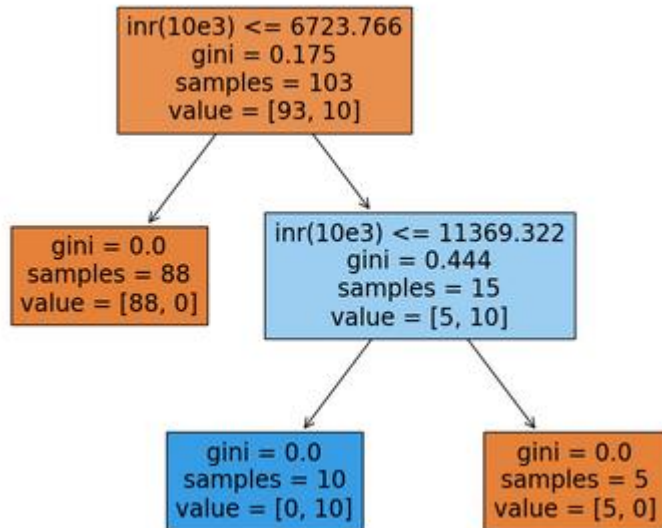 inr(10e3) <= 6723.766
gini = 0.175
samples = 103
value = [93, 10]
gini = 0.0
samples = 88
value = [88, 0]
inr(10e3) <= 11369.322
gini = 0.444
samples = 15
value = [5, 10]
gini = 0.0
samples = 10
value = [0, 10]
gini = 0.0
samples = 5
value = [5, 0]